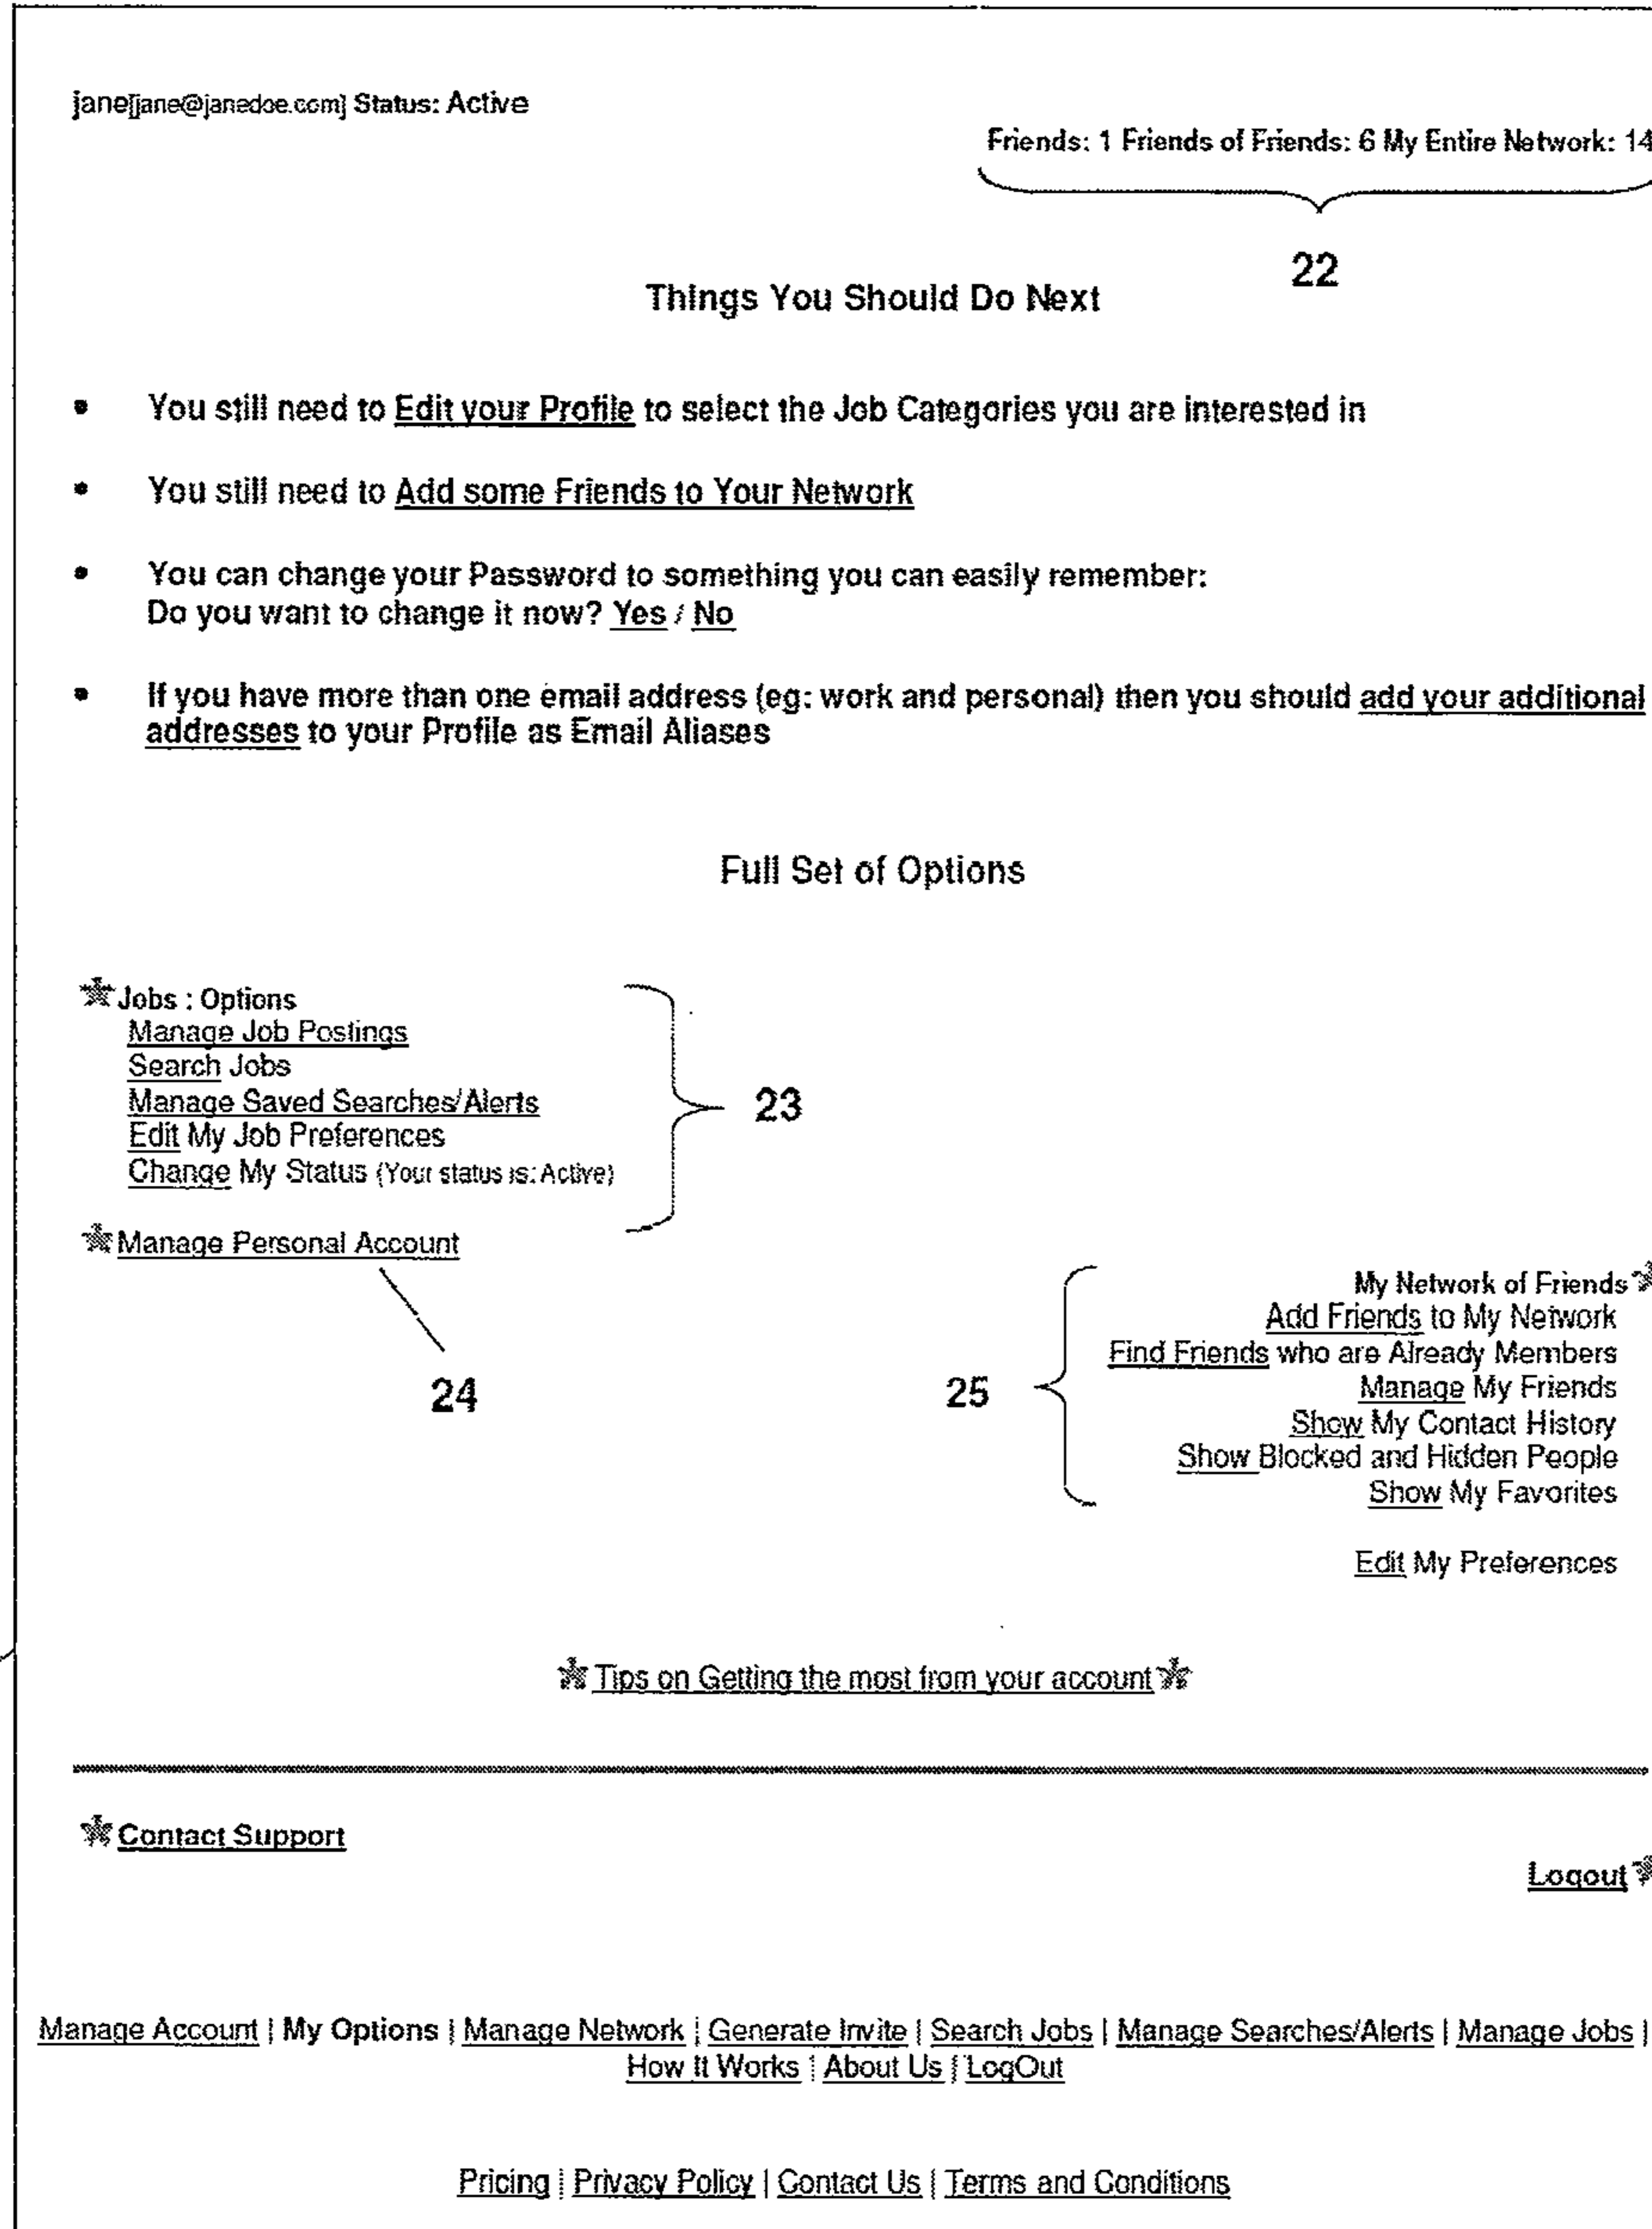 jane[jane@janedoe.com] Status: Active
Friends: 1 Friends of Friends: 6 My Entire Network: 14
22
Things You Should Do Next
• You still need to Edit your Profile to select the Job Categories you are interested in
• You still need to Add some Friends to Your Network
• You can change your Password to something you can easily remember:
Do you want to change it now? Yes / No
• If you have more than one email address (eg: work and personal) then you should add your additional
addresses to your Profile as Email Aliases
Full Set of Options
Jobs : Options
Manage Job Postings
Search Jobs
Manage Saved Searches/Alerts
Edit My Job Preferences
Change My Status (Your status is: Active)
23
Manage Personal Account
24
25
My Network of Friends
Add Friends to My Network
Find Friends who are Already Members
Manage My Friends
Show My Contact History
Show Blocked and Hidden People
Show My Favorites
Edit My Preferences
Tips on Getting the most from your account
Contact Support
Logout
Manage Account | My Options | Manage Network | Generate Invite | Search Jobs | Manage Searches/Alerts | Manage Jobs |
How It Works | About Us | LogOut
Pricing | Privacy Policy | Contact Us | Terms and Conditions